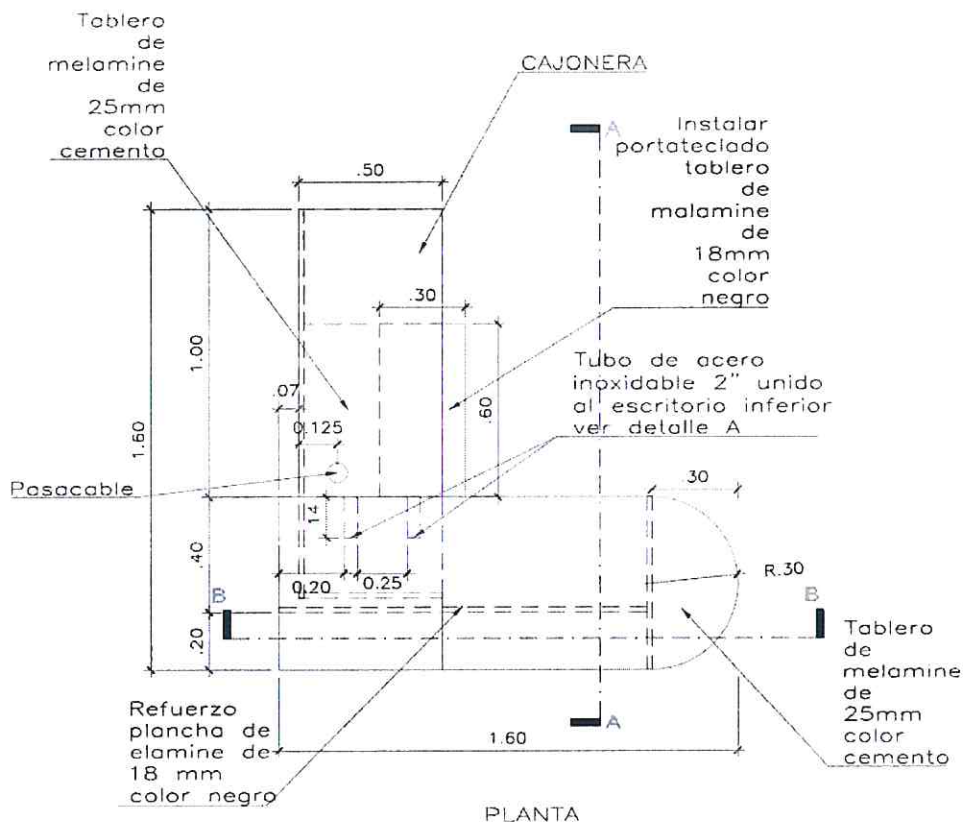 Tablero
de
melamine
de
25mm
color
cemento
CAJONERA
A
Instalar
portateclado
tablero
de
malamine
de
18mm
color
negro
.50
.30
1.00
1.60
.07
0.125
.60
Tubo de acero
inoxidable 2" unido
al escritorio inferior
ver detalle A
Pasacable
14
.30
.40
0.20
0.25
R.30
B
B
.20
Tablero
de
melamine
de
25mm
color
cemento
Refuerzo
plancha de
elamine de
18 mm
color negro
A
1.60
PLANTA